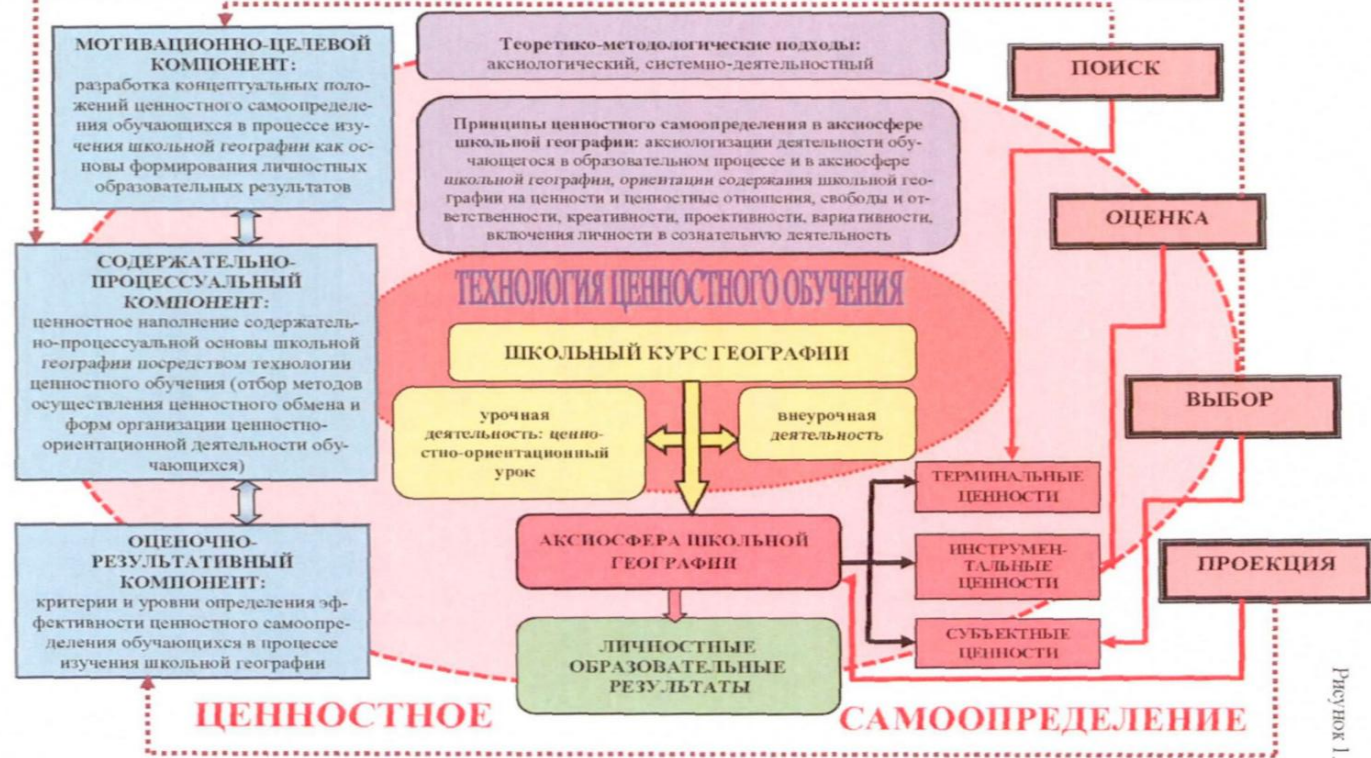 МОТИВАЦИОННО-ЦЕЛЕВОЙ
КОМПОНЕНТ:
разработка концептуальных поло-
жений ценностного самоопределе-
ния обучающихся в процессе изу-
чения школьной географии как ос-
новы формирования личностных
образовательных результатов
СОДЕРЖАТЕЛЬНО-
ПРОЦЕССУАЛЬНЫЙ
КОМПОНЕНТ:
ценностное наполнение содержатель-
но-процессуальной основы школьной
географии посредством технологии
ценностного обучения (отбор методов
осуществления ценностного обмена и
форм организации ценностно-
ориентационной деятельности обу-
чающихся)
ОЦЕНОЧНО-
РЕЗУЛЬТАТИВНЫЙ
КОМПОНЕНТ:
критерии и уровни определения эф-
фективности ценностного самоопре-
деления обучающихся в процессе
изучения школьной географии
Теоретико-методологические подходы:
аксиологический, системно-деятельностный
Принципы ценностного самоопределения в аксиосфере
школьной географии: аксиологизации деятельности обу-
чающегося в образовательном процессе и в аксиосфере
школьной географии, ориентации содержания школьной гео-
графии на ценности и ценностные отношения, свободы и от-
ветственности, креативности, проективности, вариативности,
включения личности в сознательную деятельность
ТЕХНОЛОГИЯ ЦЕННОСТНОГО ОБУЧЕНИЯ
ШКОЛЬНЫЙ КУРС ГЕОГРАФИИ
урочная
деятельность: ценно-
стно-ориентационный
урок
внеурочная
деятельность
АКСИОСФЕРА ШКОЛЬНОЙ
ГЕОГРАФИИ
ЛИЧНОСТНЫЕ
ОБРАЗОВАТЕЛЬНЫЕ
РЕЗУЛЬТАТЫ
ТЕРМИНАЛЬНЫЕ
ЦЕННОСТИ
ИНСТРУМЕН-
ТАЛЬНЫЕ
ЦЕННОСТИ
СУБЪЕКТНЫЕ
ЦЕННОСТИ
ПОИСК
ОЦЕНКА
ВЫБОР
ПРОЕКЦИЯ
ЦЕННОСТНОЕ САМООПРЕДЕЛЕНИЕ
Рисунок 1.